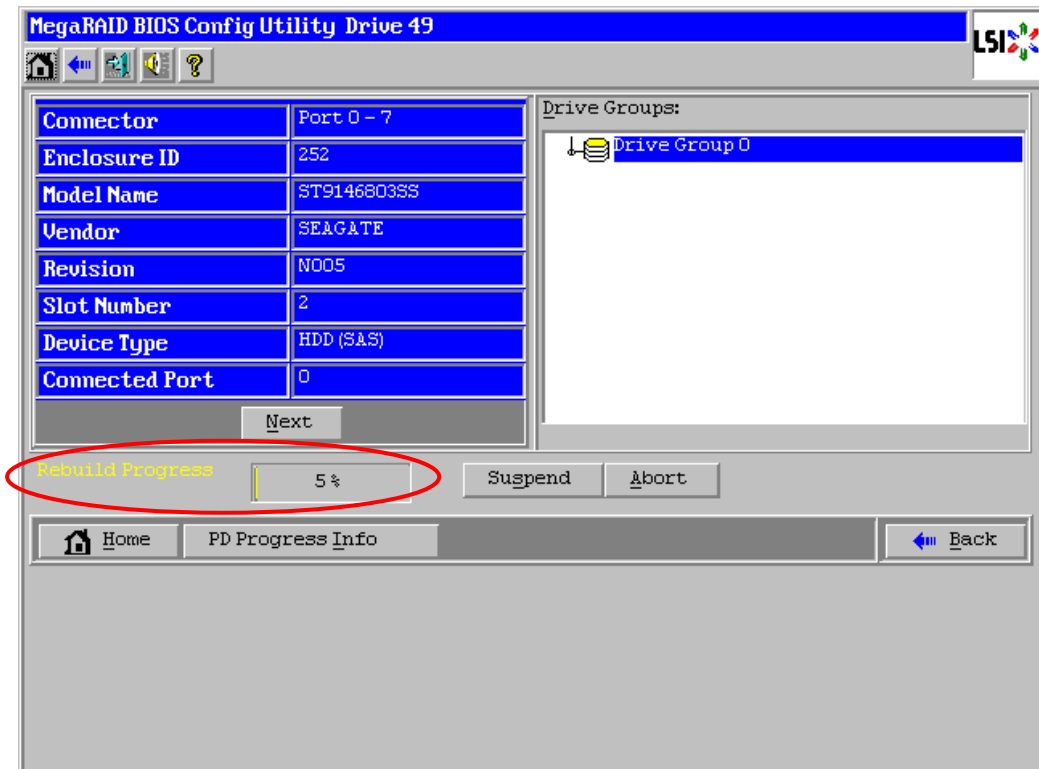 MegaRAID BIOS Config Utility Drive 49
LSI
Connector Port 0 – 7
Enclosure ID 252
Model Name ST9146803SS
Vendor SEAGATE
Revision N005
Slot Number 2
Device Type HDD (SAS)
Connected Port 0
Next
Drive Groups:
Drive Group 0
Rebuild Progress 5% Suspend Abort
Home PD Progress Info Back